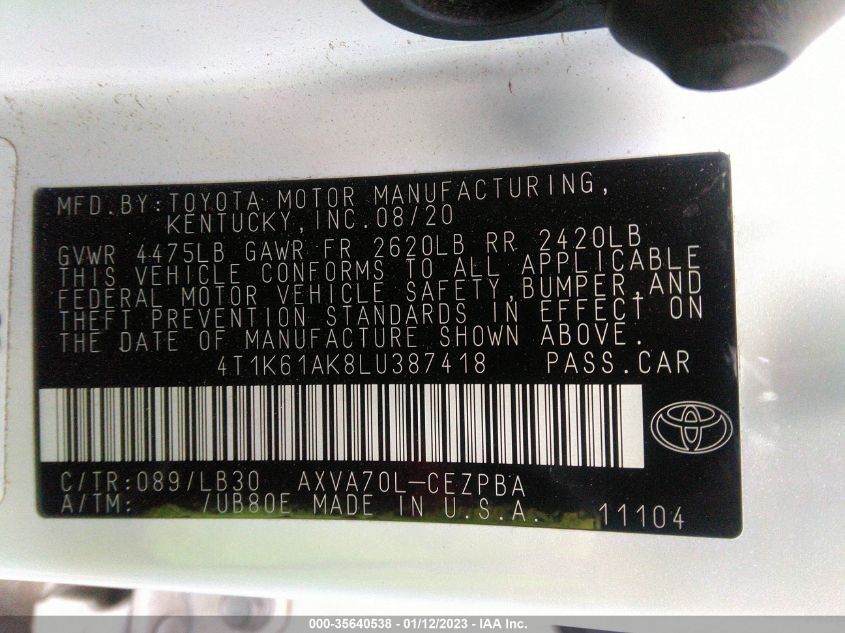 MFD.BY:TOYOTA MOTOR MANUFACTURING,
KENTUCKY,INC.08/20
GVWR 4475LB GAWR FR 2620LB RR 2420LB
THIS VEHICLE CONFORMS TO ALL APPLICABLE
FEDERAL MOTOR VEHICLE SAFETY,BUMPER,AND
THEFT PREVENTION STANDARDS IN EFFECT ON
THE DATE OF MANUFACTURE SHOWN ABOVE.
4T1K61AK8LU387418 PASS.CAR
C/TR:089/LB30 AXVA70L-CEZPBA
A/TM: /UB80E MADE IN U.S.A. 11104
000-35640538 - 01/12/2023 - IAA Inc.